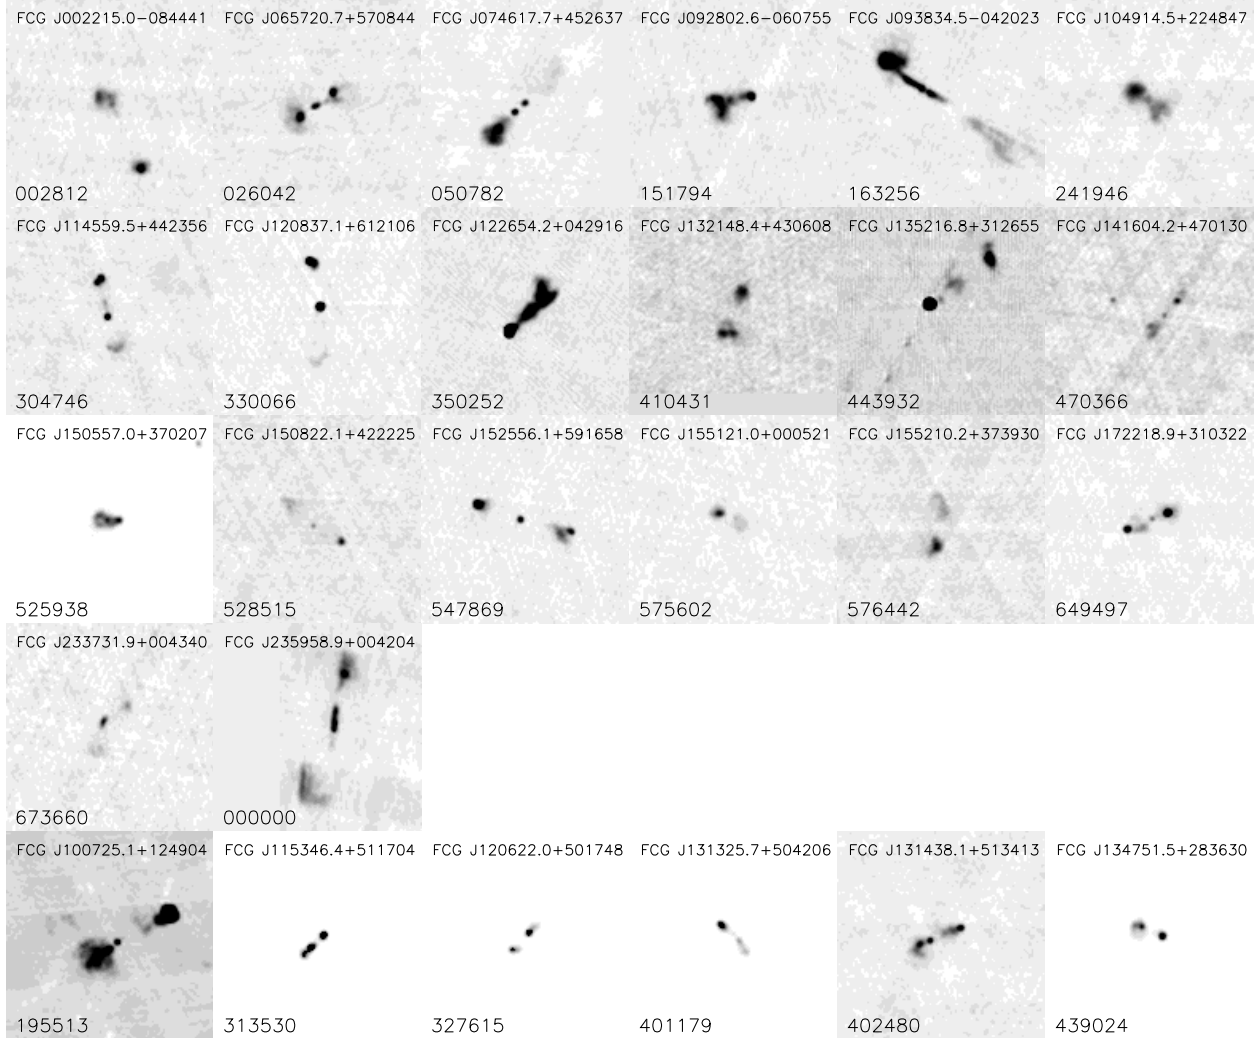 FCG J002215.0−084441 FCG J065720.7+570844 FCG J074617.7+452637 FCG J092802.6−060755 FCG J093834.5−042023 FCG J104914.5+224847
002812 026042 050782 151794 163256 241946
FCG J114559.5+442356 FCG J120837.1+612106 FCG J122654.2+042916 FCG J132148.4+430608 FCG J135216.8+312655 FCG J141604.2+470130
304746 330066 350252 410431 443932 470366
FCG J150557.0+370207 FCG J150822.1+422225 FCG J152556.1+591658 FCG J155121.0+000521 FCG J155210.2+373930 FCG J172218.9+310322
525938 528515 547869 575602 576442 649497
FCG J233731.9+004340 FCG J235958.9+004204
673660 000000
FCG J100725.1+124904 FCG J115346.4+511704 FCG J120622.0+501748 FCG J131325.7+504206 FCG J131438.1+513413 FCG J134751.5+283630
195513 313530 327615 401179 402480 439024